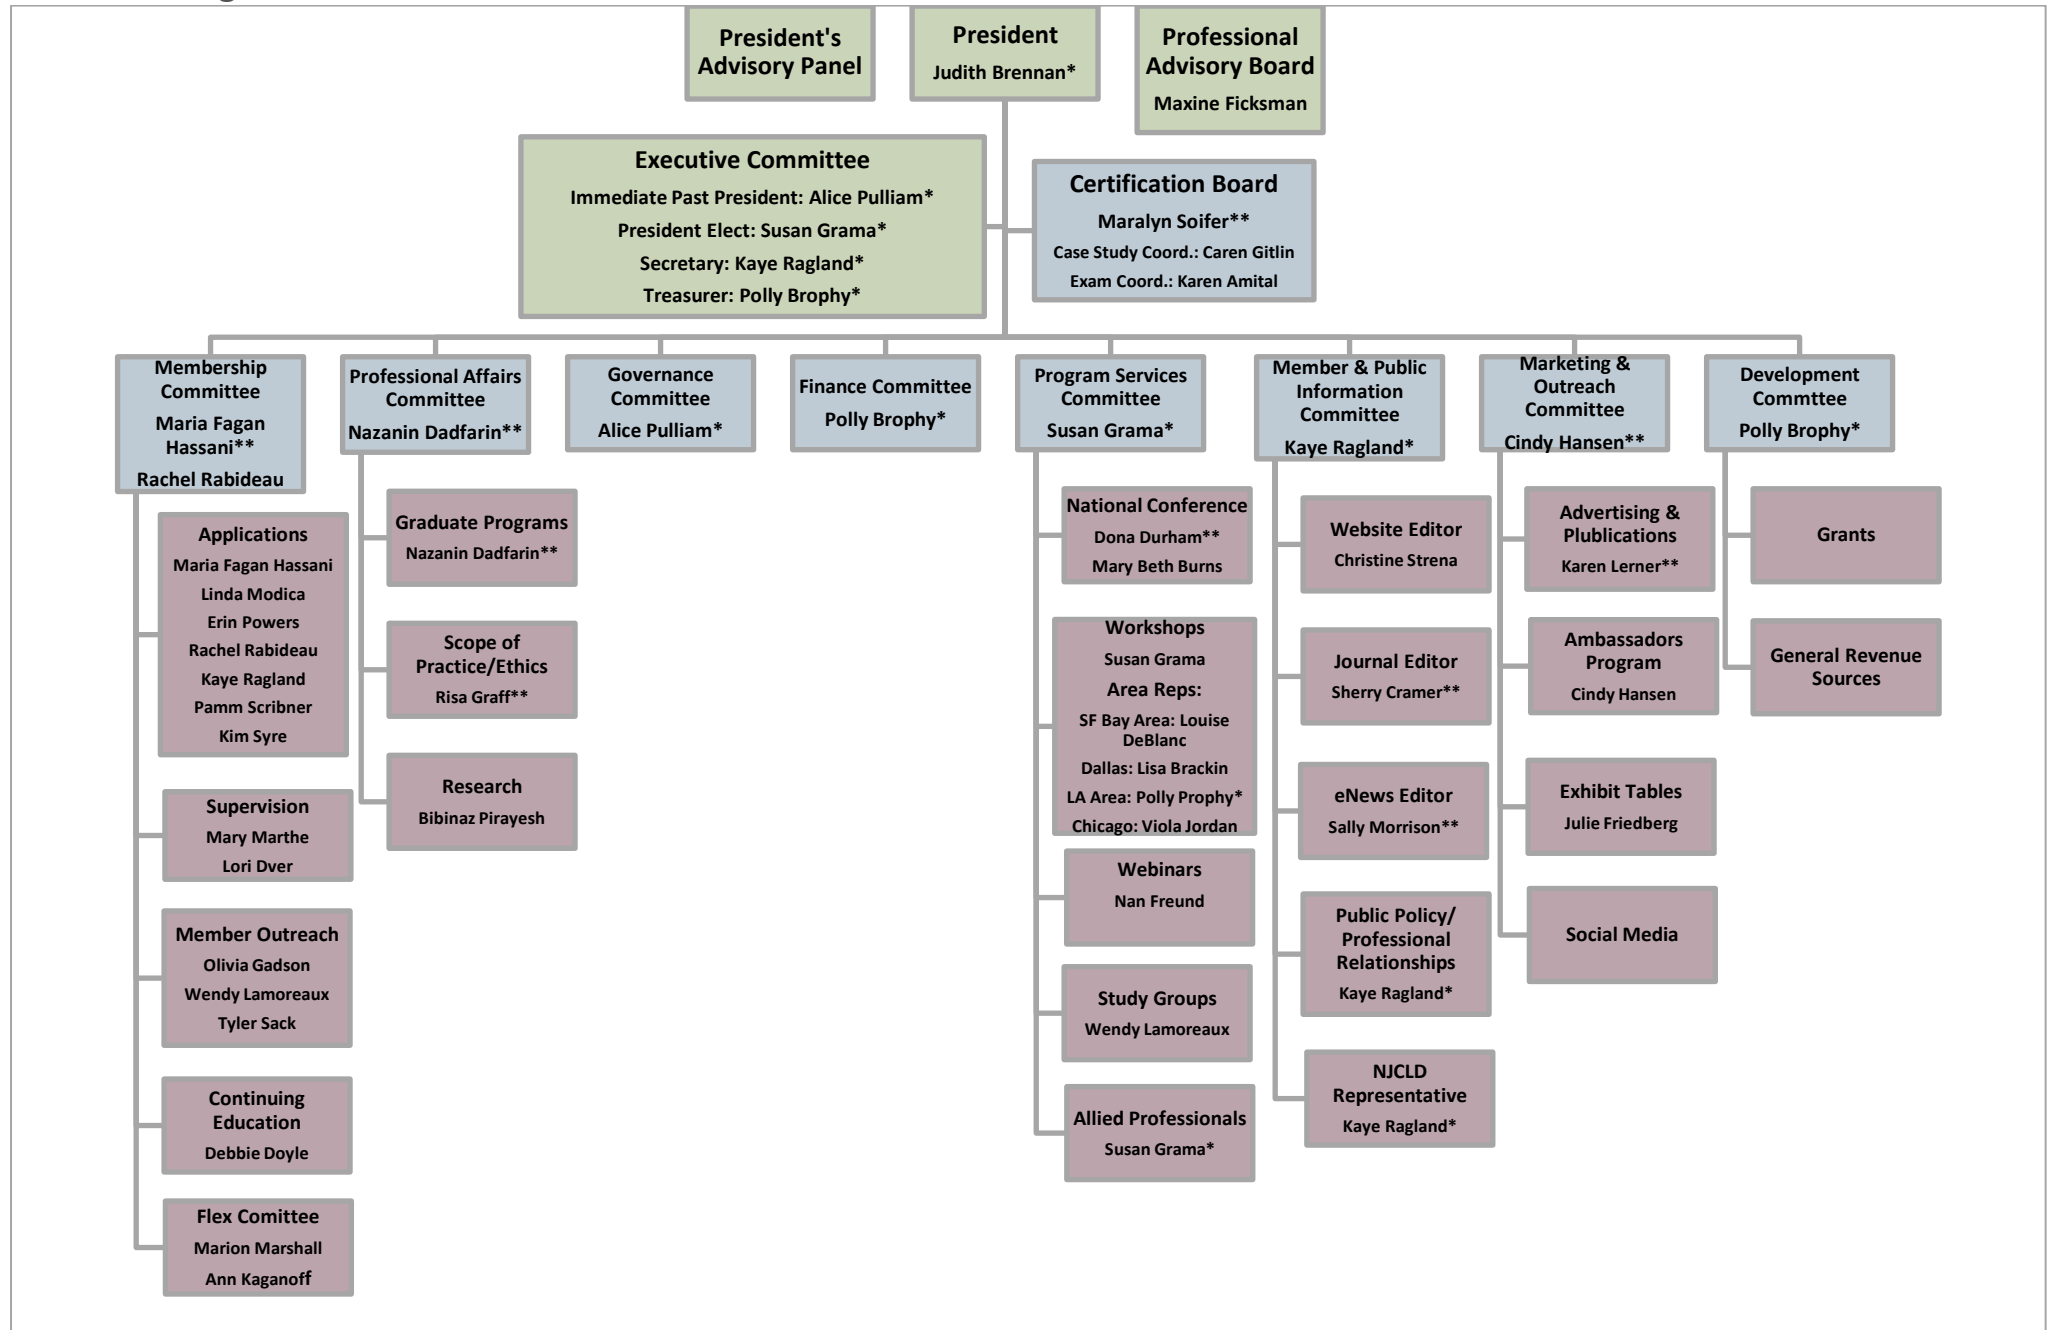 President's
Advisory Panel
President
Judith Brennan*
Professional
Advisory Board
Maxine Ficksman
Executive Committee
Immediate Past President: Alice Pulliam*
President Elect: Susan Grama*
Secretary: Kaye Ragland*
Treasurer: Polly Brophy*
Certification Board
Maralyn Soifer**
Case Study Coord.: Caren Gitlin
Exam Coord.: Karen Amital
Membership
Committee
Maria Fagan
Hassani**
Rachel Rabideau
Applications
Maria Fagan Hassani
Linda Modica
Erin Powers
Rachel Rabideau
Kaye Ragland
Pamm Scribner
Kim Syre
Supervision
Mary Marthe
Lori Dver
Member Outreach
Olivia Gadson
Wendy Lamoreaux
Tyler Sack
Continuing
Education
Debbie Doyle
Flex Comittee
Marion Marshall
Ann Kaganoff
Professional Affairs
Committee
Nazanin Dadfarin**
Graduate Programs
Nazanin Dadfarin**
Scope of
Practice/Ethics
Risa Graff**
Research
Bibinaz Pirayesh
Governance
Committee
Alice Pulliam*
Finance Committee
Polly Brophy*
Program Services
Committee
Susan Grama*
National Conference
Dona Durham**
Mary Beth Burns
Workshops
Susan Grama
Area Reps:
SF Bay Area: Louise
DeBlanc
Dallas: Lisa Brackin
LA Area: Polly Prophy*
Chicago: Viola Jordan
Webinars
Nan Freund
Study Groups
Wendy Lamoreaux
Allied Professionals
Susan Grama*
Member & Public
Information
Committee
Kaye Ragland*
Website Editor
Christine Strena
Journal Editor
Sherry Cramer**
eNews Editor
Sally Morrison**
Public Policy/
Professional
Relationships
Kaye Ragland*
NJCLD
Representative
Kaye Ragland*
Marketing &
Outreach
Committee
Cindy Hansen**
Advertising &
Plublications
Karen Lerner**
Ambassadors
Program
Cindy Hansen
Exhibit Tables
Julie Friedberg
Social Media
Development
Commttee
Polly Brophy*
Grants
General Revenue
Sources